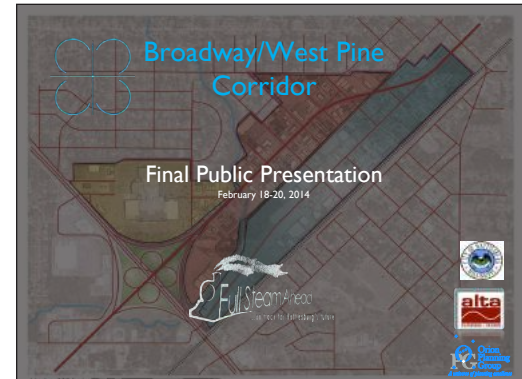 Broadway/West Pine
Corridor
Final Public Presentation
February 18-20, 2014
Full Steam Ahead
alta
Orion
Planning
Group